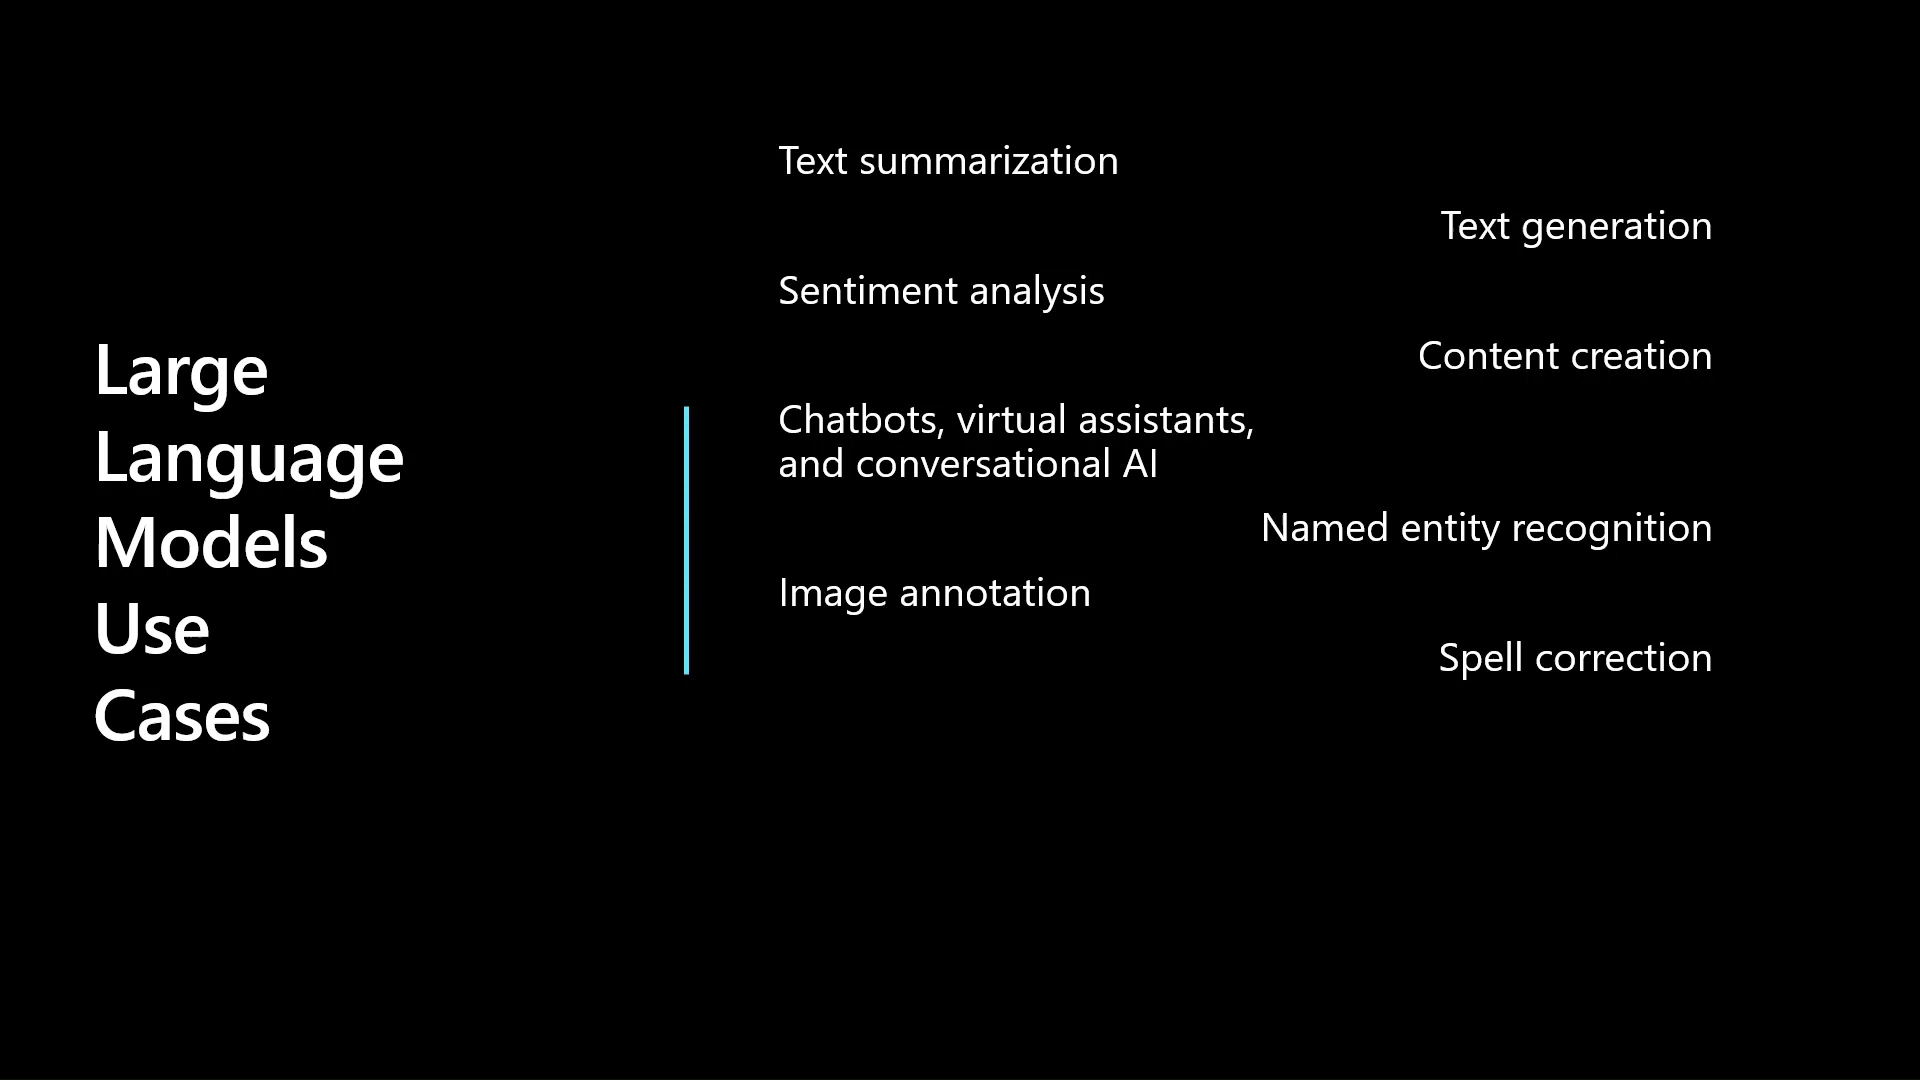 Large
Language
Models
Use
Cases
Text summarization
Text generation
Sentiment analysis
Content creation
Chatbots, virtual assistants,
and conversational AI
Named entity recognition
Image annotation
Spell correction